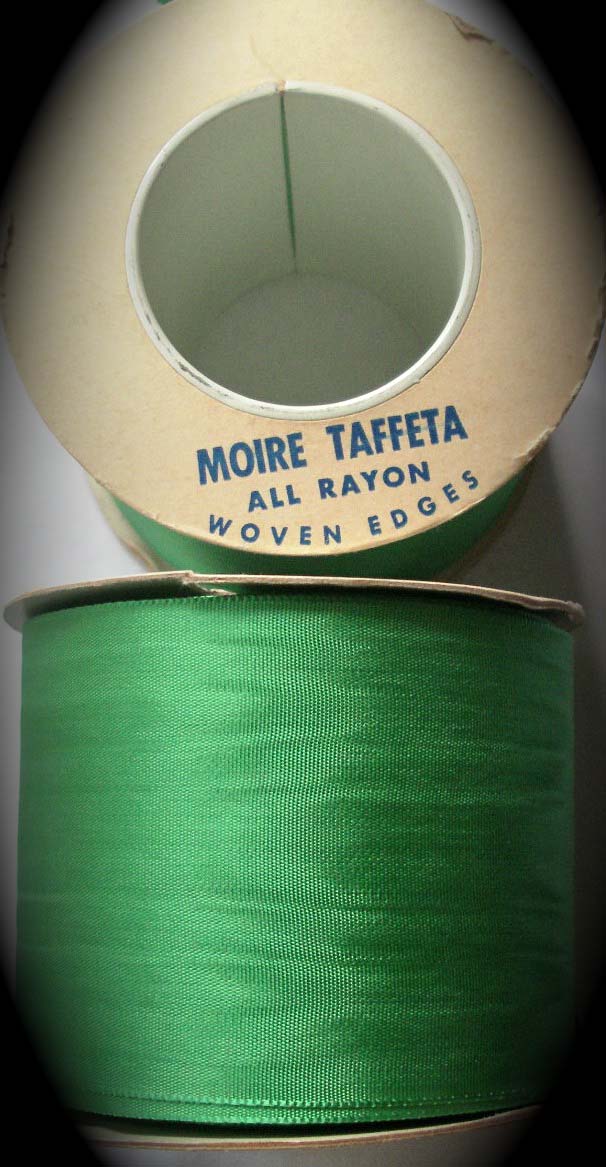 MOIRE TAFFETA
ALL RAYON
WOVEN EDGES